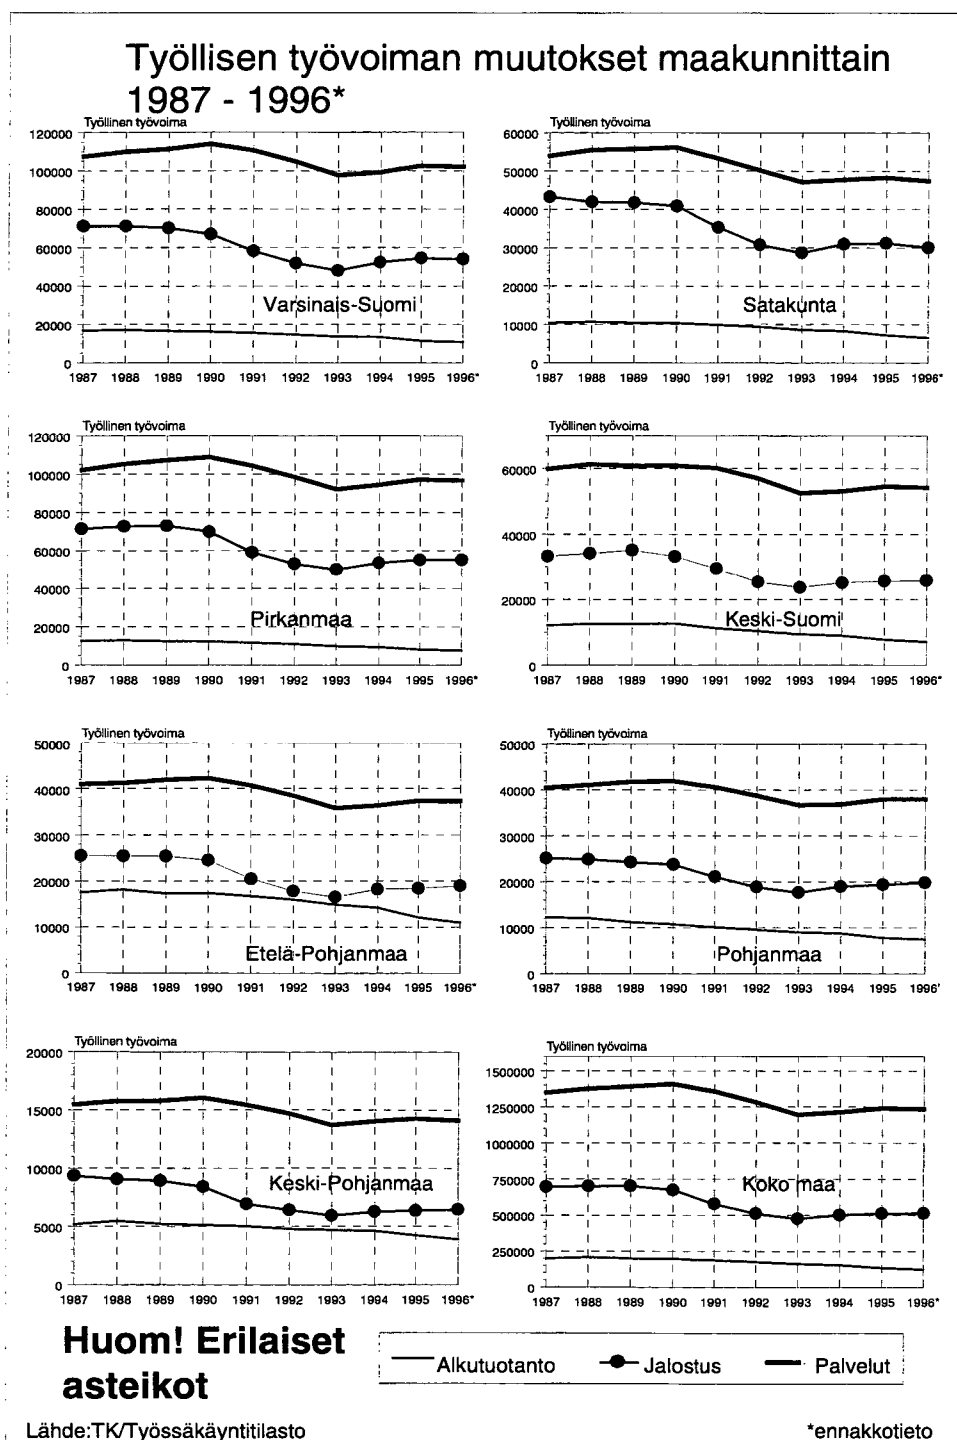 Työllisen työvoiman muutokset maakunnittain
1987 - 1996*
Työllinen työvoima
120000
100000
80000
60000
40000
20000
0
Varsinais-Suomi
1987 1988 1989 1990 1991 1992 1993 1994 1995 1996*
Työllinen työvoima
60000
50000
40000
30000
20000
10000
0
Satakunta
1987 1988 1989 1990 1991 1992 1993 1994 1995 1996*
Työllinen työvoima
120000
100000
80000
60000
40000
20000
0
Pirkanmaa
1987 1988 1989 1990 1991 1992 1993 1994 1995 1996*
Työllinen työvoima
60000
40000
20000
0
Keski-Suomi
1987 1988 1989 1990 1991 1992 1993 1994 1995 1996*
Työllinen työvoima
50000
40000
30000
20000
10000
0
Etelä-Pohjanmaa
1987 1988 1989 1990 1991 1992 1993 1994 1995 1996*
Työllinen työvoima
50000
40000
30000
20000
10000
0
Pohjanmaa
1987 1988 1989 1990 1991 1992 1993 1994 1995 1996*
Työllinen työvoima
20000
15000
10000
5000
0
Keski-Pohjanmaa
1987 1988 1989 1990 1991 1992 1993 1994 1995 1996*
Työllinen työvoima
1500000
1250000
1000000
750000
500000
250000
0
Koko maa
1987 1988 1989 1990 1991 1992 1993 1994 1995 1996*
Huom! Erilaiset
asteikot
Alkutuotanto Jalostus Palvelut
Lähde:TK/Työssäkäyntitilasto
*ennakkotieto